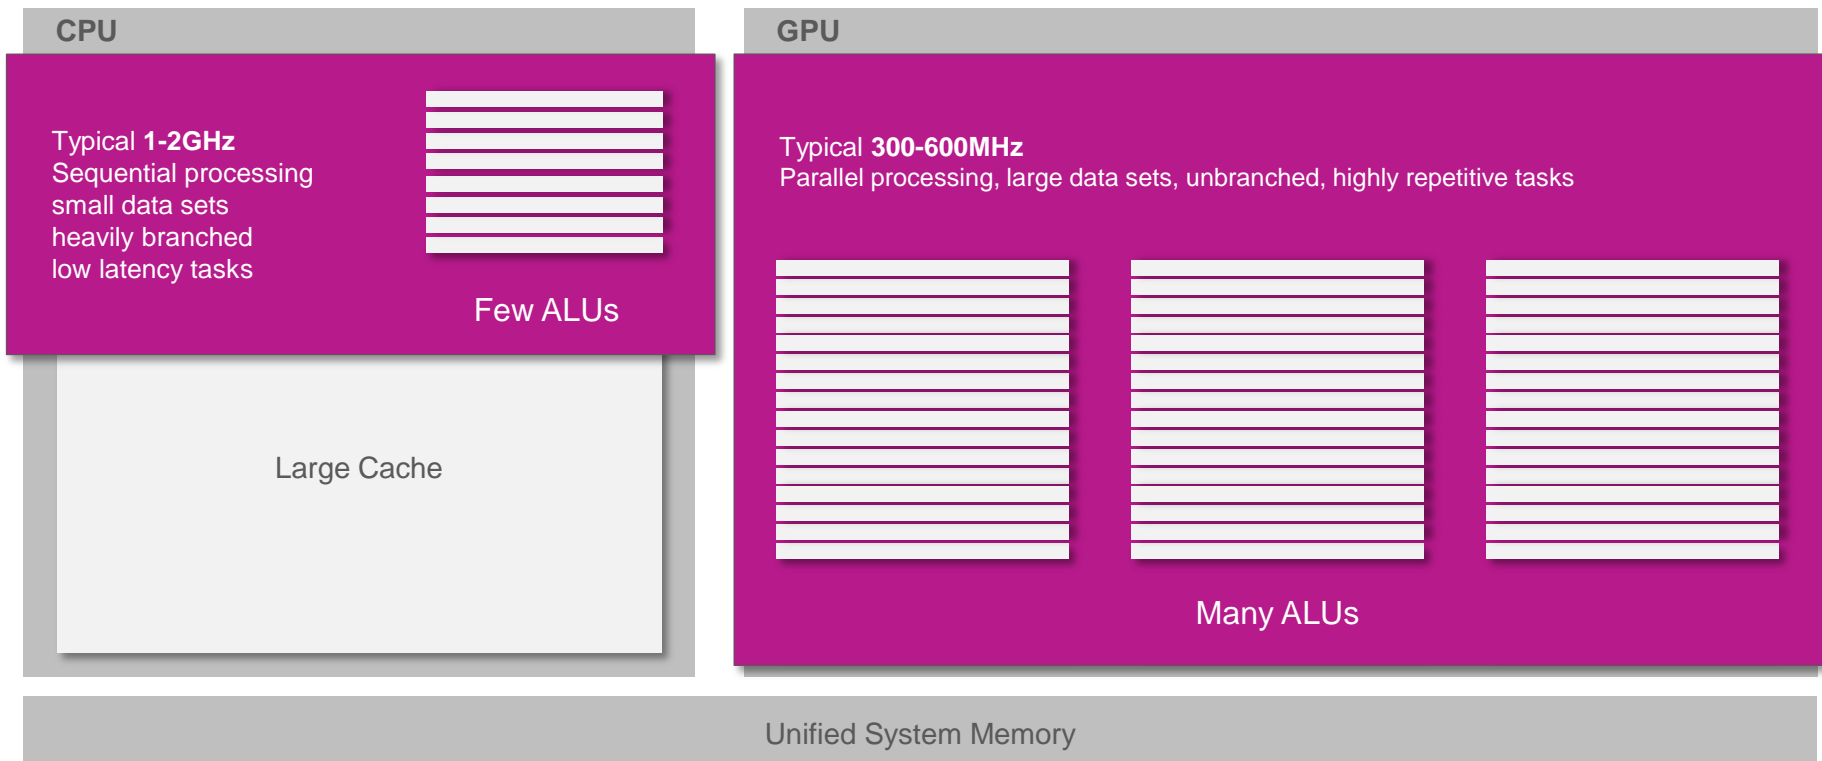 CPU
Typical 1-2GHz
Sequential processing
small data sets
heavily branched
low latency tasks
Few ALUs
Large Cache
GPU
Typical 300-600MHz
Parallel processing, large data sets, unbranched, highly repetitive tasks
Many ALUs
Unified System Memory